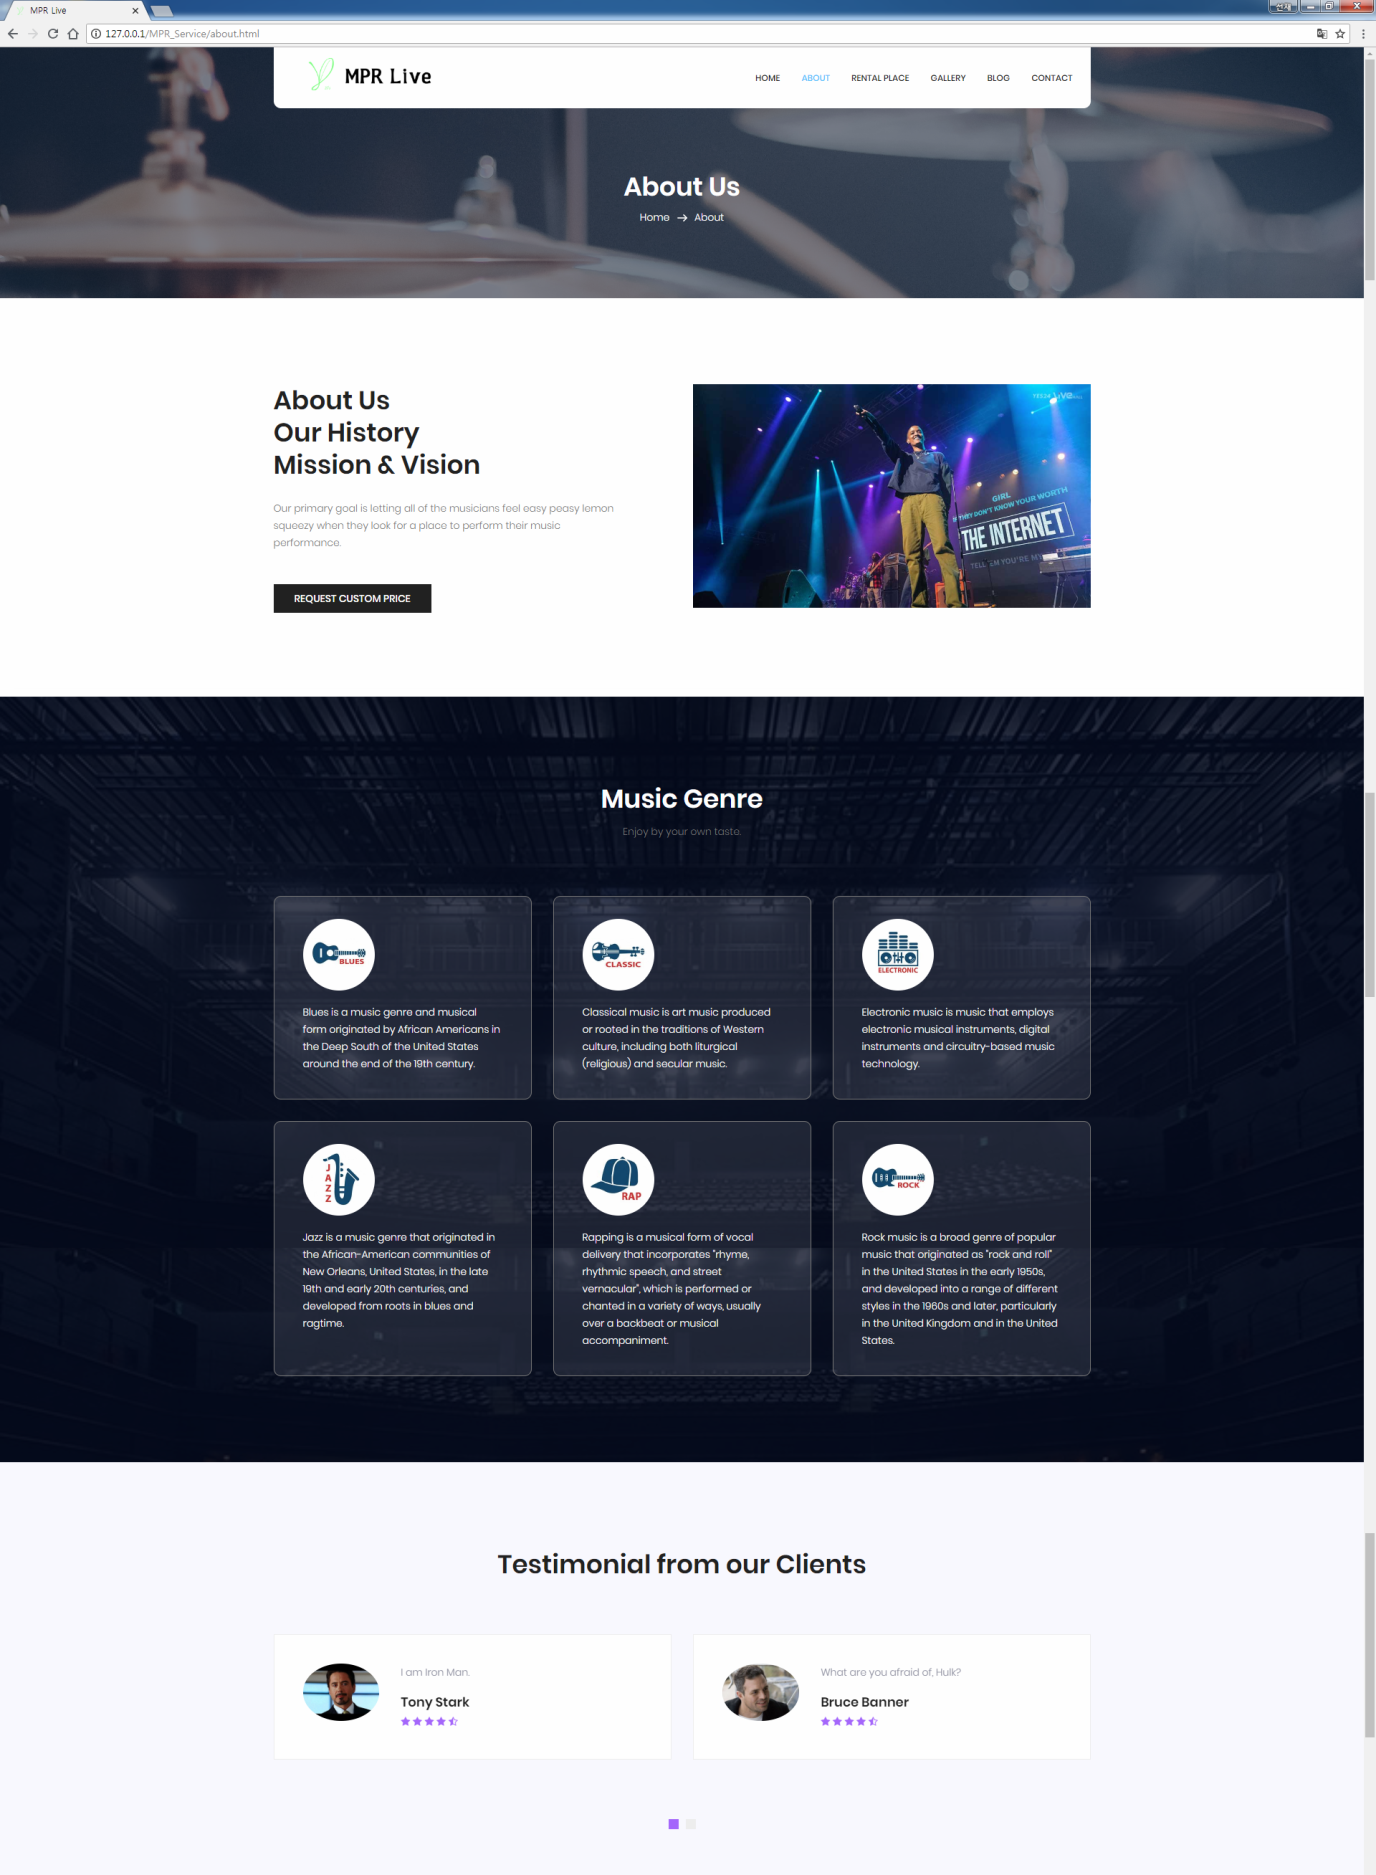 MPR Live
127.0.0.1/MPR_Service/about.html
MPR Live
HOME ABOUT RENTAL PLACE GALLERY BLOG CONTACT
About Us
Home → About
About Us
Our History
Mission & Vision
Our primary goal is letting all of the musicians feel easy peasy lemon
squeezy when they look for a place to perform their music
performance.
REQUEST CUSTOM PRICE
GIRL
THEY DON'T KNOW YOUR WORTH
THE INTERNET
Music Genre
Enjoy by your own taste.
BLUES
Blues is a music genre and musical
form originated by African Americans in
the Deep South of the United States
around the end of the 19th century.
CLASSIC
Classical music is art music produced
or rooted in the traditions of Western
culture, including both liturgical
(religious) and secular music.
ELECTRONIC
Electronic music is music that employs
electronic musical instruments, digital
instruments and circuitry-based music
technology.
JAZZ
Jazz is a music genre that originated in
the African-American communities of
New Orleans, United States, in the late
19th and early 20th centuries, and
developed from roots in blues and
ragtime.
RAP
Rapping is a musical form of vocal
delivery that incorporates "rhyme,
rhythmic speech, and street
vernacular", which is performed or
chanted in a variety of ways, usually
over a backbeat or musical
accompaniment.
ROCK
Rock music is a broad genre of popular
music that originated as "rock and roll"
in the United States in the early 1950s,
and developed into a range of different
styles in the 1960s and later, particularly
in the United Kingdom and in the United
States.
Testimonial from our Clients
I am Iron Man.
Tony Stark
What are you afraid of, Hulk?
Bruce Banner